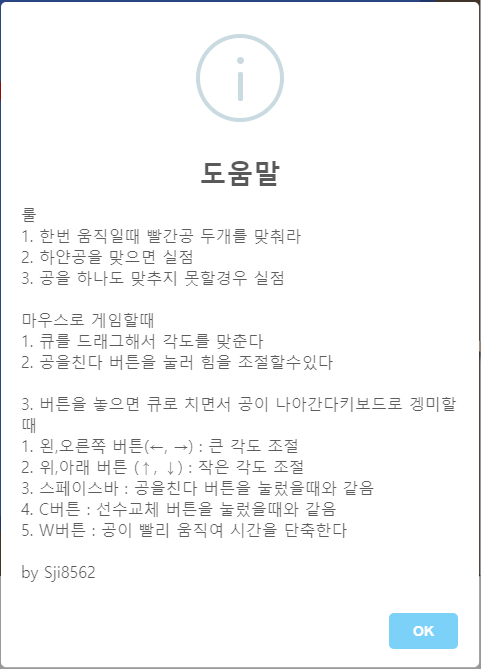 도움말
룰
1. 한번 움직일때 빨간공 두개를 맞춰라
2. 하얀공을 맞으면 실점
3. 공을 하나도 맞추지 못할경우 실점
마우스로 게임할때
1. 큐를 드래그해서 각도를 맞춘다
2. 공을친다 버튼을 눌러 힘을 조절할수있다
3. 버튼을 놓으면 큐로 치면서 공이 나아간다키보드로 겡미할
때
1. 왼,오른쪽 버튼(←, →) : 큰 각도 조절
2. 위,아래 버튼 (↑, ↓) : 작은 각도 조절
3. 스페이스바 : 공을친다 버튼을 눌렀을때와 같음
4. C버튼 : 선수교체 버튼을 눌렀을때와 같음
5. W버튼 : 공이 빨리 움직여 시간을 단축한다
by Sji8562
OK